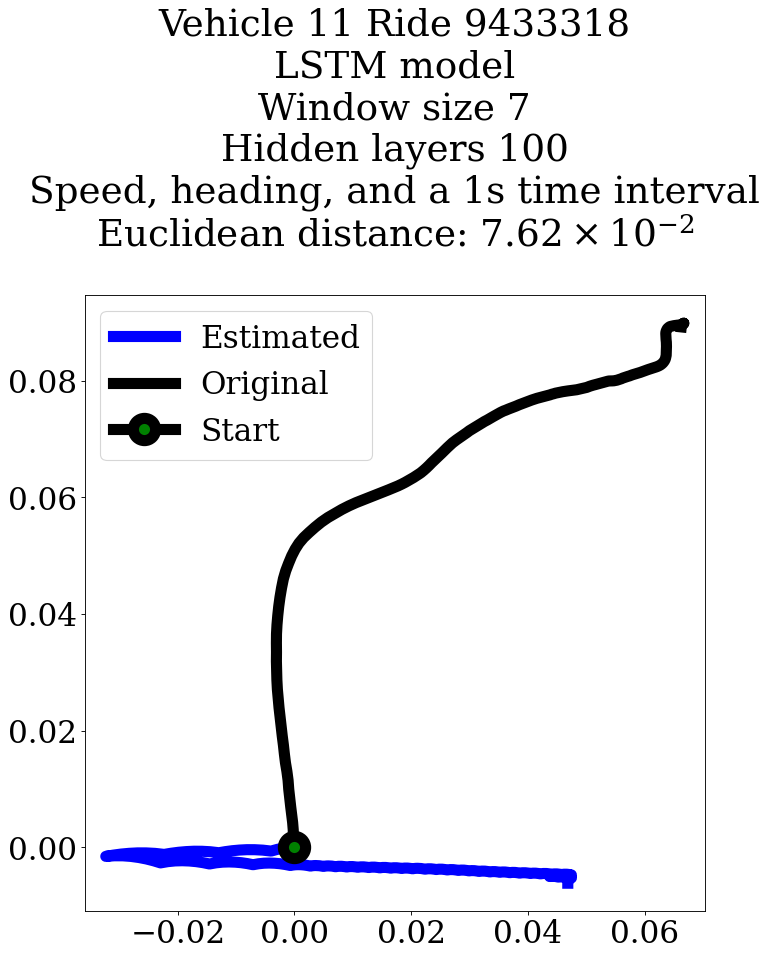 Vehicle 11 Ride 9433318
LSTM model
Window size 7
Hidden layers 100
Speed, heading, and a 1s time interval
Euclidean distance: 7.62 × 10⁻²
Estimated
Original
Start
0.08
0.06
0.04
0.02
0.00
−0.02 0.00 0.02 0.04 0.06